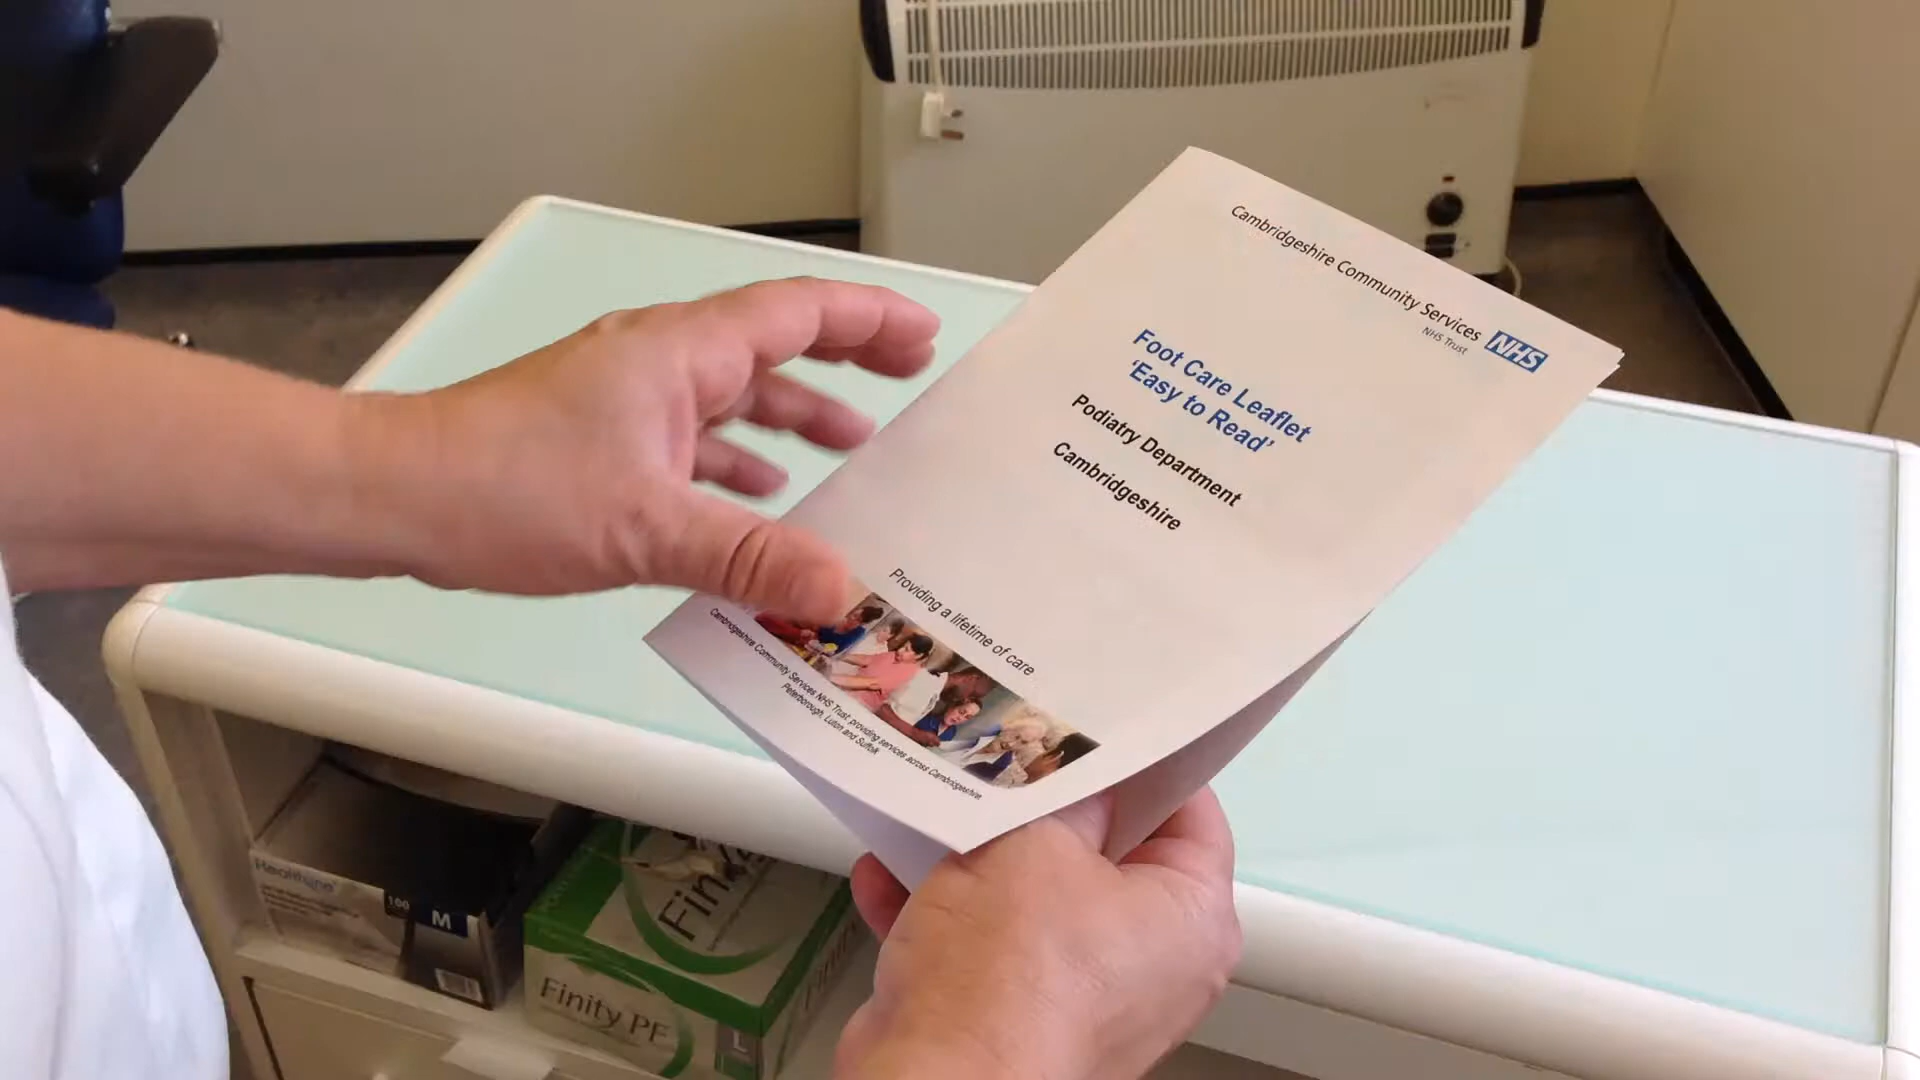 Cambridgeshire Community Services
NHS
NHS Trust
Foot Care Leaflet
'Easy to Read'
Podiatry Department
Cambridgeshire
Providing a lifetime of care
Cambridgeshire Community Services NHS Trust: providing services across Cambridgeshire,
Peterborough, Luton and Suffolk
100
M
Finity PF
L